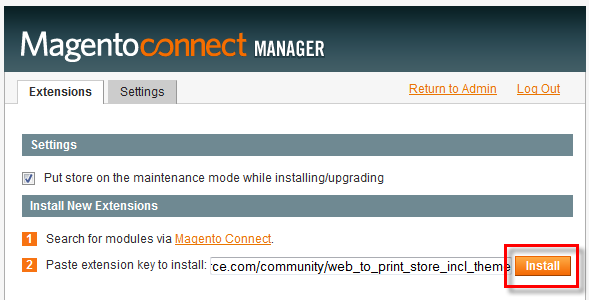 Magentoconnect MANAGER
Extensions Settings Return to Admin Log Out
Settings
Put store on the maintenance mode while installing/upgrading
Install New Extensions
1 Search for modules via Magento Connect.
2 Paste extension key to install: rce.com/community/web_to_print_store_incl_theme Install